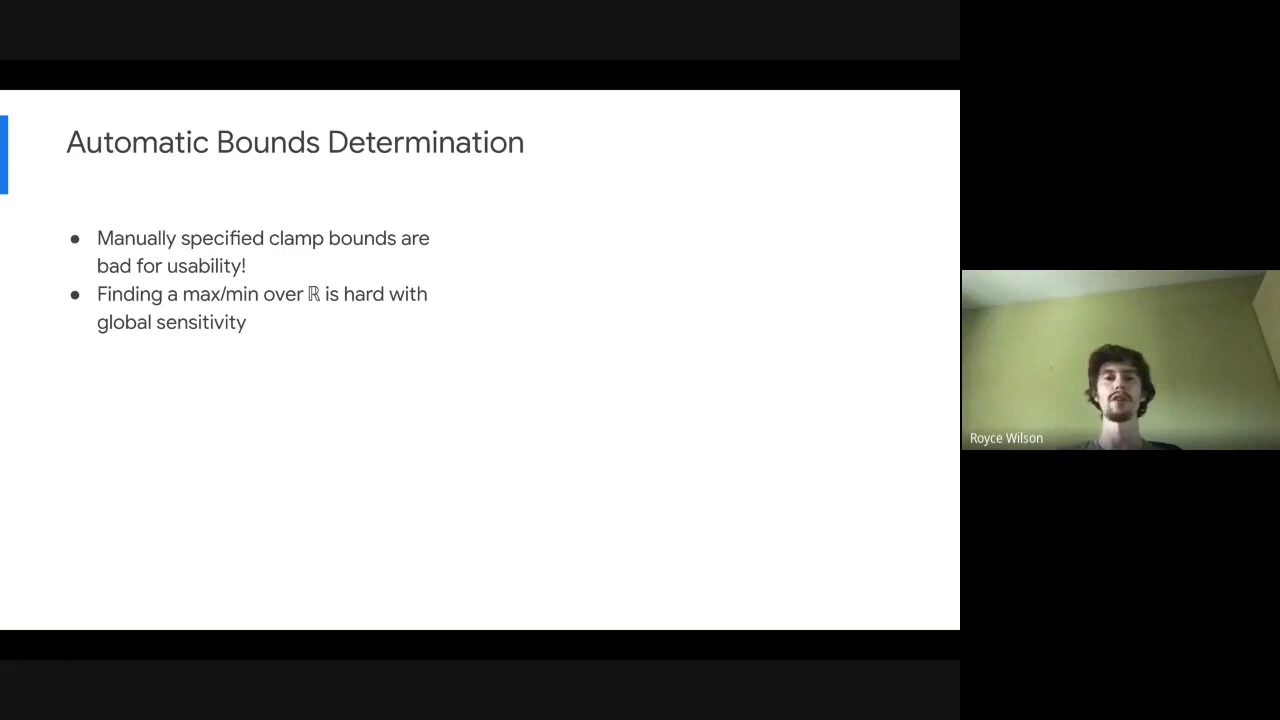 Automatic Bounds Determination
● Manually specified clamp bounds are
bad for usability!
● Finding a max/min over ℝ is hard with
global sensitivity
Royce Wilson